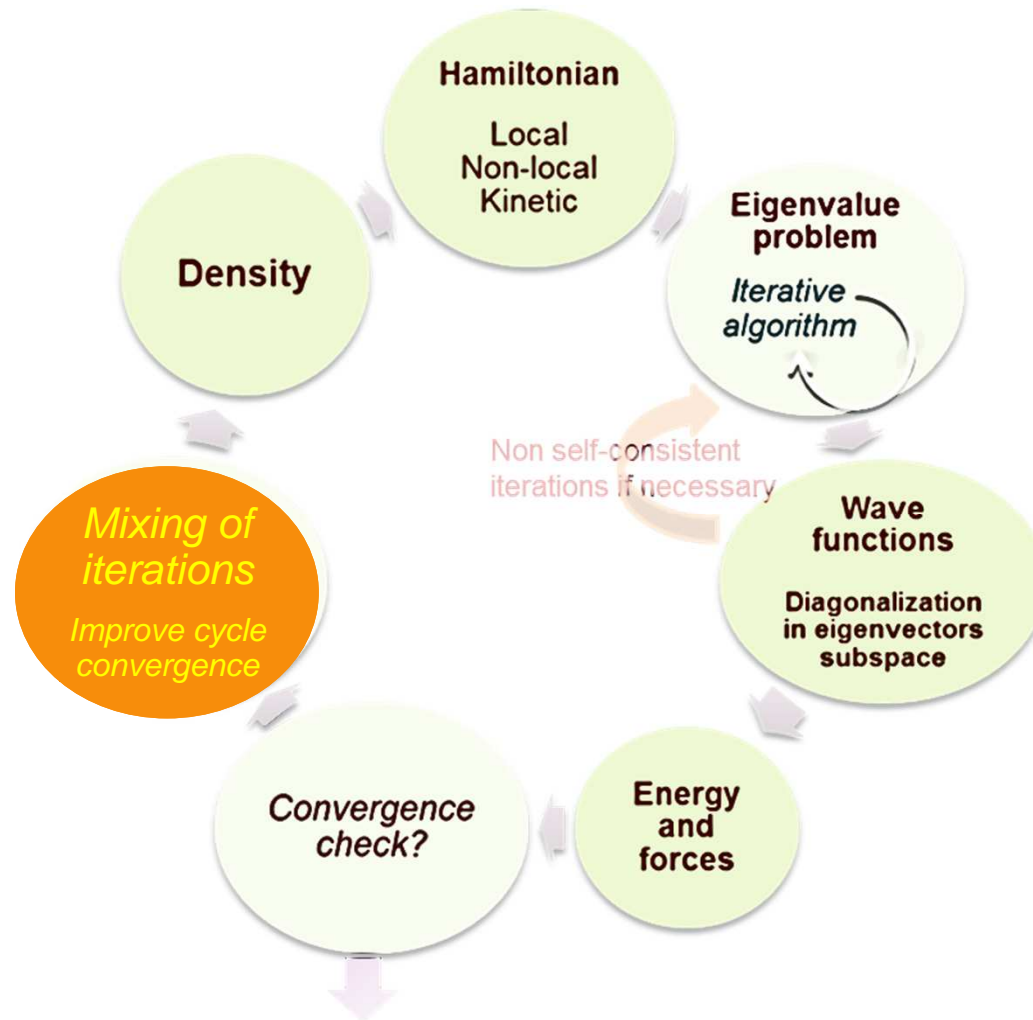 Hamiltonian
Local
Non-local
Kinetic
Eigenvalue
problem
Iterative
algorithm
Density
Non self-consistent
iterations if necessary
Wave
functions
Diagonalization
in eigenvectors
subspace
Mixing of
iterations
Improve cycle
convergence
Energy
and
forces
Convergence
check?